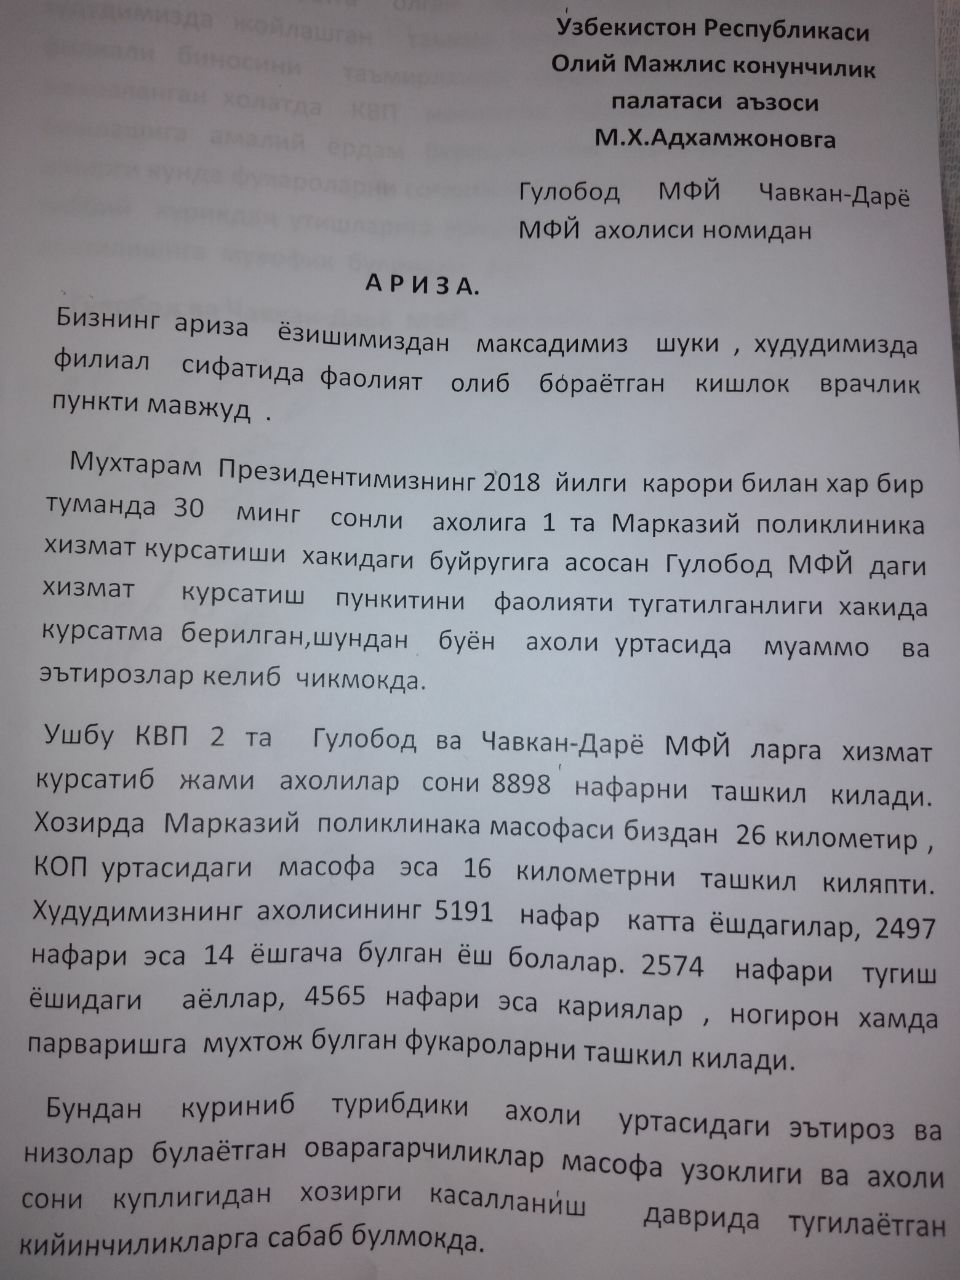 Узбекистон Республикаси
Олий Мажлис конунчилик
палатаси аъзоси
М.Х.Адхамжоновга
Гулобод МФЙ Чавкан-Дарё
МФЙ ахолиси номидан
А Р И З А.
Бизнинг ариза ёзишимиздан максадимиз шуки , худудимизда
филиал сифатида фаолият олиб бораётган кишлок врачлик
пункти мавжуд .
Мухтарам Президентимизнинг 2018 йилги карори билан хар бир
туманда 30 минг сонли ахолига 1 та Марказий поликлиника
хизмат курсатиши хакидаги буйругига асосан Гулобод МФЙ даги
хизмат курсатиш пункитини фаолияти тугатилганлиги хакида
курсатма берилган,шундан буён ахоли уртасида муаммо ва
эътирозлар келиб чикмокда.
Ушбу КВП 2 та Гулобод ва Чавкан-Дарё МФЙ ларга хизмат
курсатиб жами ахолилар сони 8898 нафарни ташкил килади.
Хозирда Марказий поликлинака масофаси биздан 26 километир ,
КОП уртасидаги масофа эса 16 километрни ташкил киляпти.
Худудимизнинг ахолисининг 5191 нафар катта ёшдагилар, 2497
нафари эса 14 ёшгача булган ёш болалар. 2574 нафари тугиш
ёшидаги аёллар, 4565 нафари эса кариялар , ногирон хамда
парваришга мухтож булган фукароларни ташкил килади.
Бундан куриниб турибдики ахоли уртасидаги эътироз ва
низолар булаётган оварагарчиликлар масофа узоклиги ва ахоли
сони куплигидан хозирги касалланиш даврида тугилаётган
кийинчиликларга сабаб булмокда.